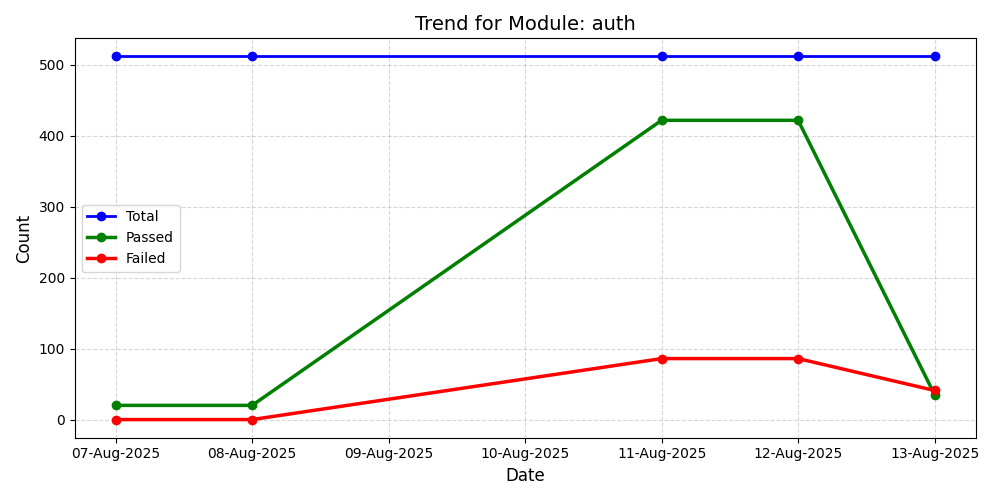 Trend for Module: auth
500
400
300
200
100
0
Count
Total
Passed
Failed
07-Aug-2025
08-Aug-2025
09-Aug-2025
10-Aug-2025
11-Aug-2025
12-Aug-2025
13-Aug-2025
Date